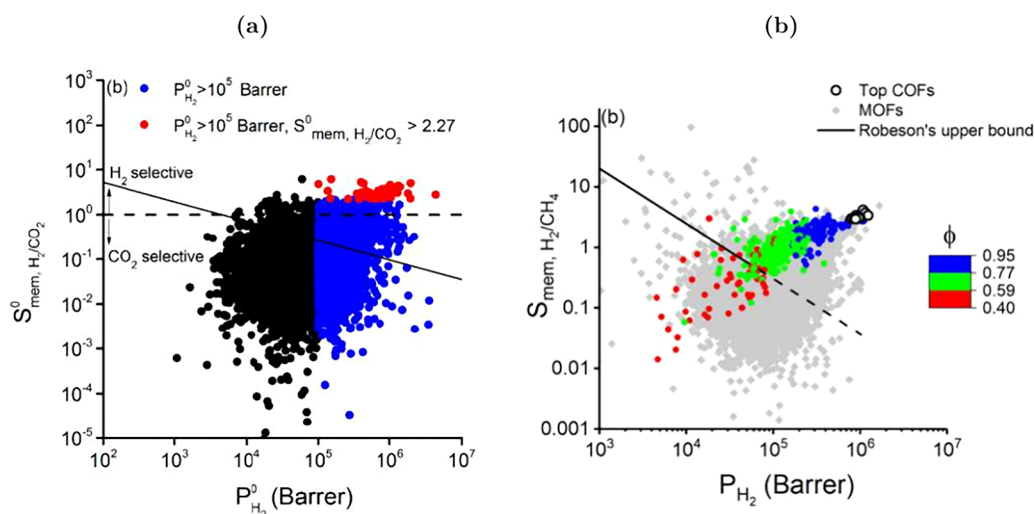 (a)
(b)
(b)
P⁰H₂>10⁵ Barrer
P⁰H₂>10⁵ Barrer, S⁰mem, H₂/CO₂ > 2.27
H₂ selective
CO₂ selective
10³
10²
10¹
10⁰
10⁻¹
10⁻²
10⁻³
10⁻⁴
10⁻⁵
S⁰mem, H₂/CO₂
10² 10³ 10⁴ 10⁵ 10⁶ 10⁷
P⁰H₂ (Barrer)
Top COFs
MOFs
Robeson's upper bound
(b)
100
10
1
0.1
0.01
0.001
Smem, H₂/CH₄
10³ 10⁴ 10⁵ 10⁶ 10⁷
PH₂ (Barrer)
ϕ
0.95
0.77
0.59
0.40